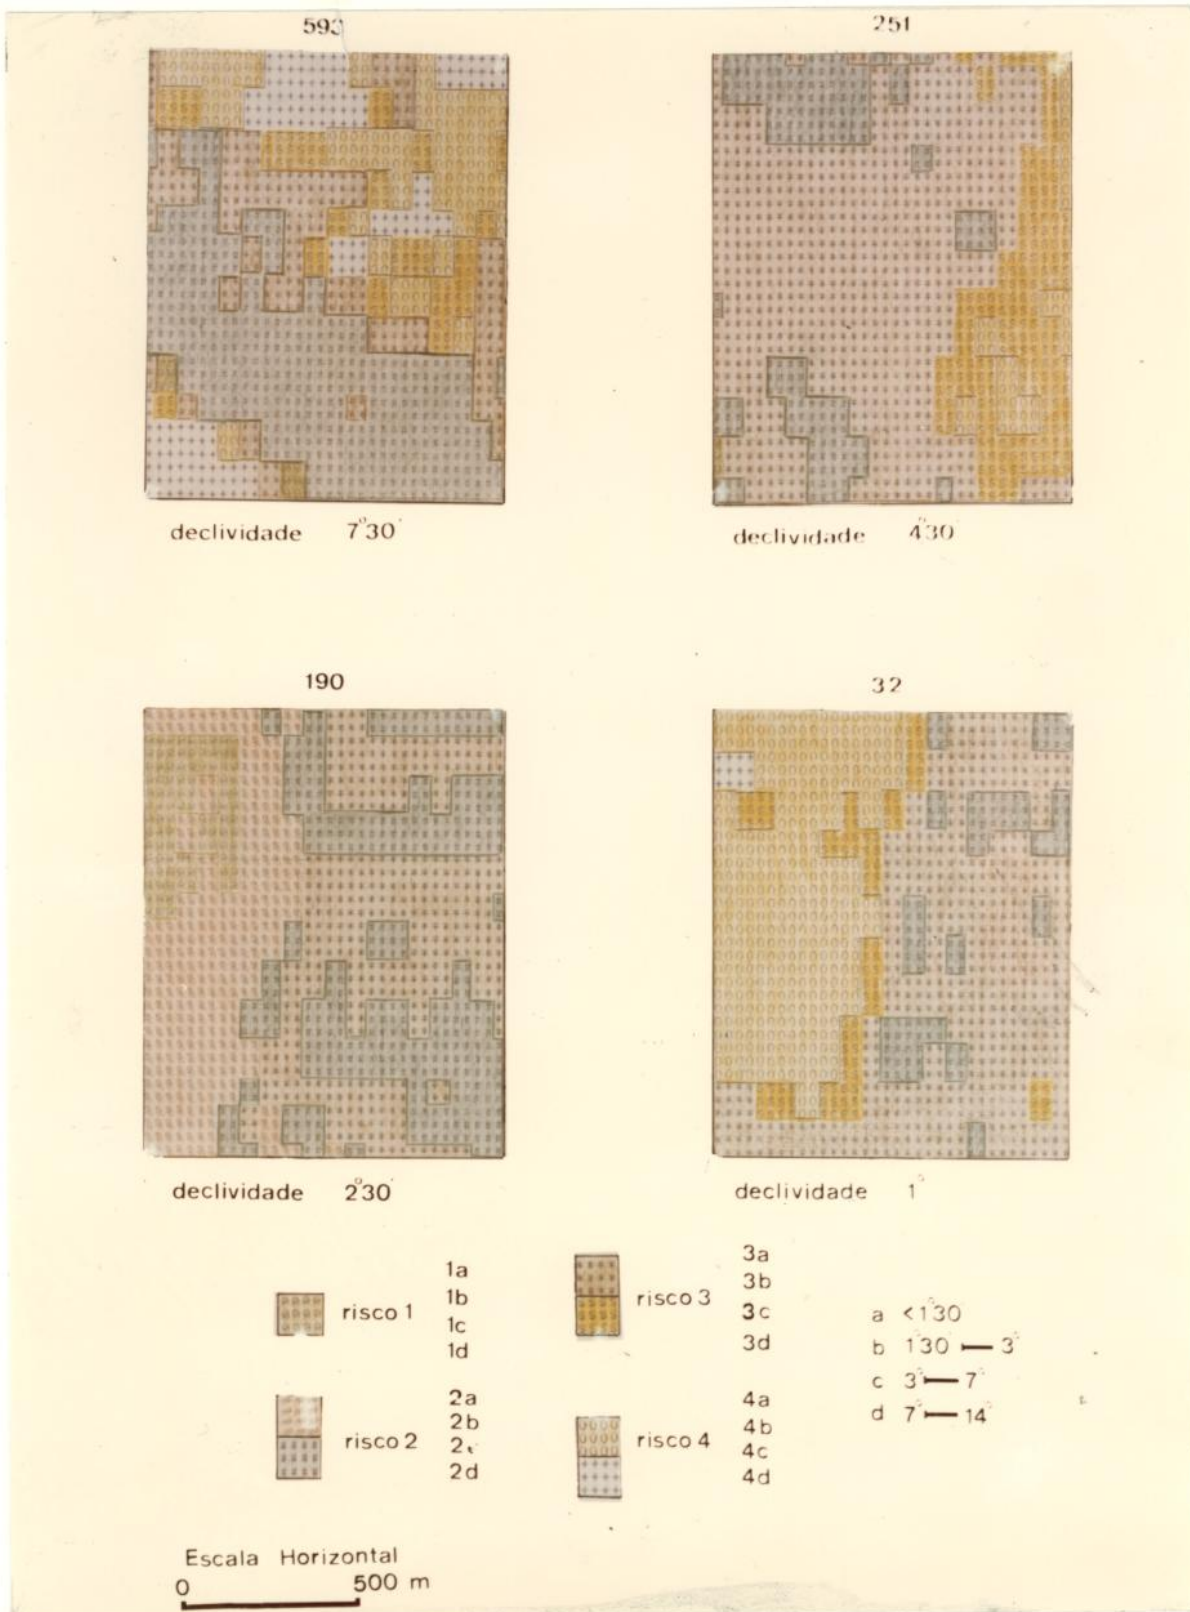 593 251
declividade 7°30' declividade 4°30'
190 32
declividade 2°30' declividade 1°
risco 1
1a
1b
1c
1d
risco 2
2a
2b
2c
2d
risco 3
3a
3b
3c
3d
risco 4
4a
4b
4c
4d
a <1°30
b 1°30' — 3°
c 3° — 7°
d 7° — 14°
Escala Horizontal
0 500 m